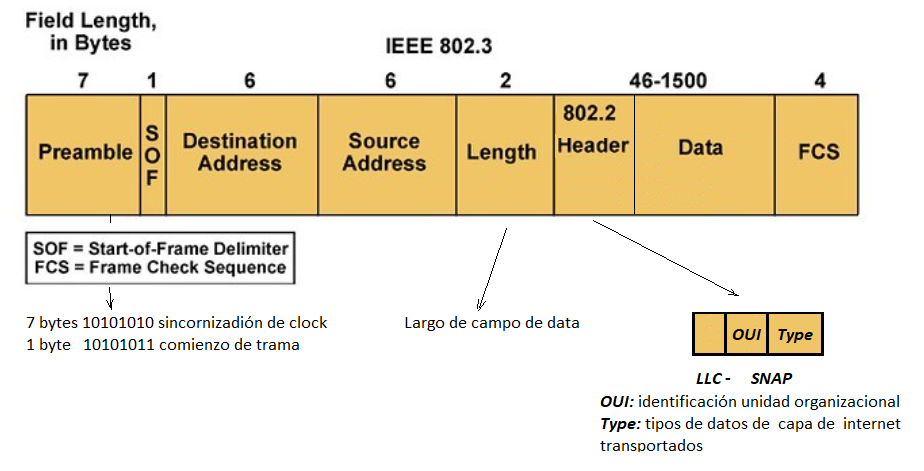 Field Length,
in Bytes
IEEE 802.3
7 1 6 6 2 46-1500 4
Preamble
SOF
Destination
Address
Source
Address
Length
802.2
Header
Data
FCS
SOF = Start-of-Frame Delimiter
FCS = Frame Check Sequence
7 bytes 10101010 sincornizadión de clock
1 byte 10101011 comienzo de trama
Largo de campo de data
OUI Type
LLC - SNAP
OUI: identificación unidad organizacional
Type: tipos de datos de capa de internet
transportados